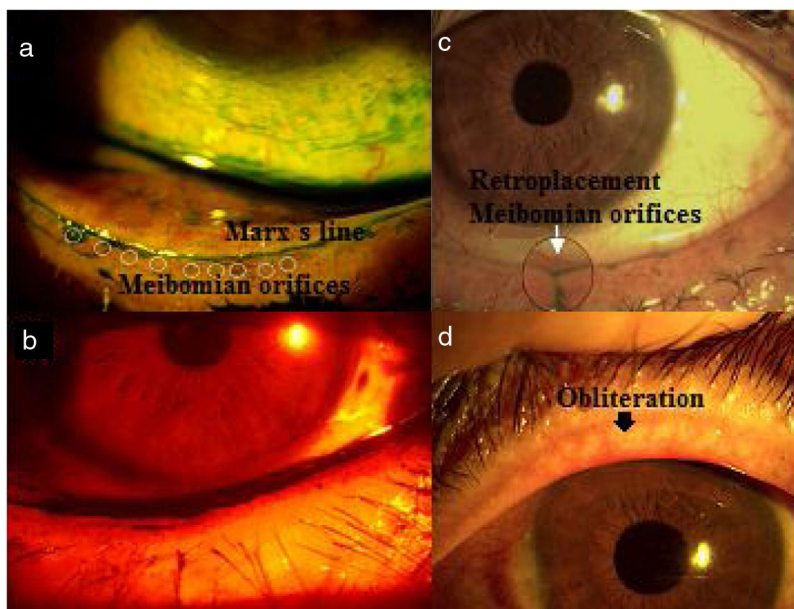 a
Marx s line
Meibomian orifices
b
c
Retroplacement
Meibomian orifices
d
Obliteration